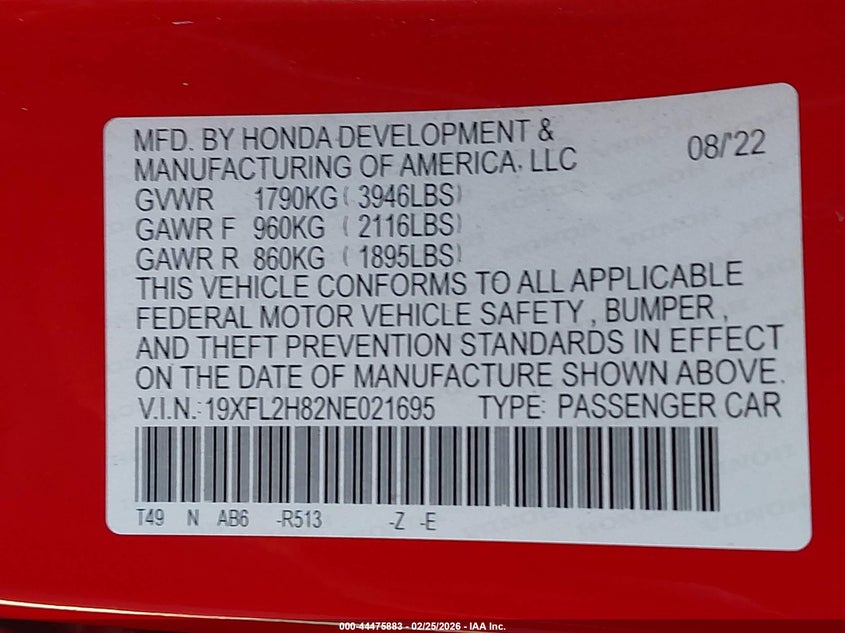 MFD. BY HONDA DEVELOPMENT &
MANUFACTURING OF AMERICA, LLC 08/'22
GVWR 1790KG ( 3946LBS)
GAWR F 960KG ( 2116LBS)
GAWR R 860KG ( 1895LBS)
THIS VEHICLE CONFORMS TO ALL APPLICABLE
FEDERAL MOTOR VEHICLE SAFETY , BUMPER ,
AND THEFT PREVENTION STANDARDS IN EFFECT
ON THE DATE OF MANUFACTURE SHOWN ABOVE.
V.I.N.: 19XFL2H82NE021695 TYPE: PASSENGER CAR
T49 N AB6 -R513 -Z -E
000-44475883 - 02/25/2026 - IAA Inc.